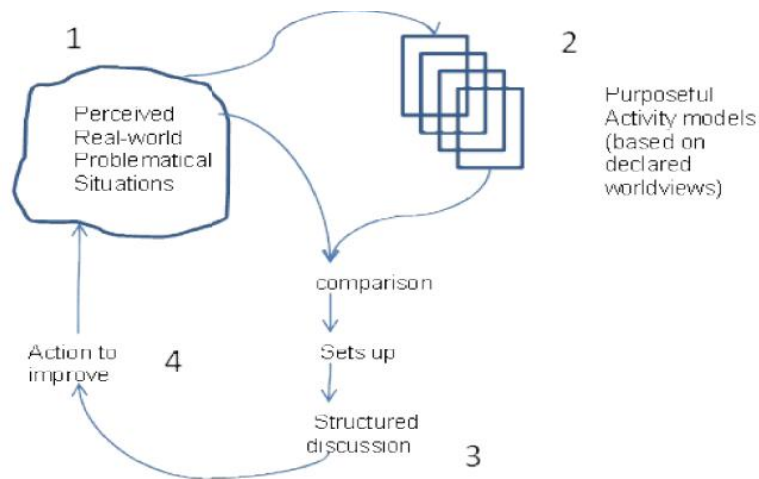 1
Perceived
Real-world
Problematical
Situations
2
Purposeful
Activity models
(based on
declared
worldviews)
comparison
Sets up
Structured
discussion
3
Action to
improve
4